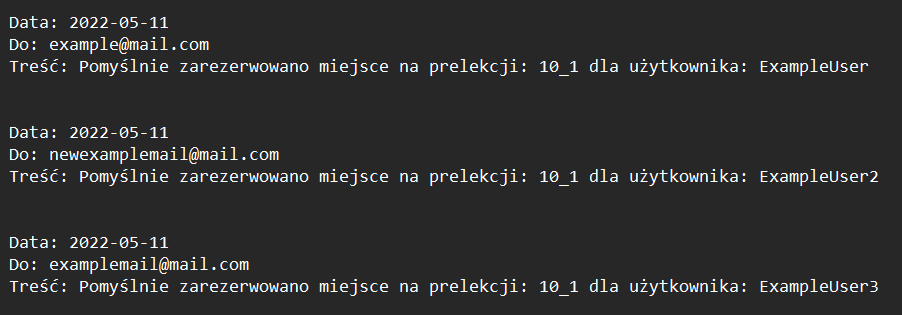 Data: 2022-05-11
Do: example@mail.com
Treść: Pomyślnie zarezerwowano miejsce na prelekcji: 10_1 dla użytkownika: ExampleUser
Data: 2022-05-11
Do: newexamplemail@mail.com
Treść: Pomyślnie zarezerwowano miejsce na prelekcji: 10_1 dla użytkownika: ExampleUser2
Data: 2022-05-11
Do: examplemail@mail.com
Treść: Pomyślnie zarezerwowano miejsce na prelekcji: 10_1 dla użytkownika: ExampleUser3